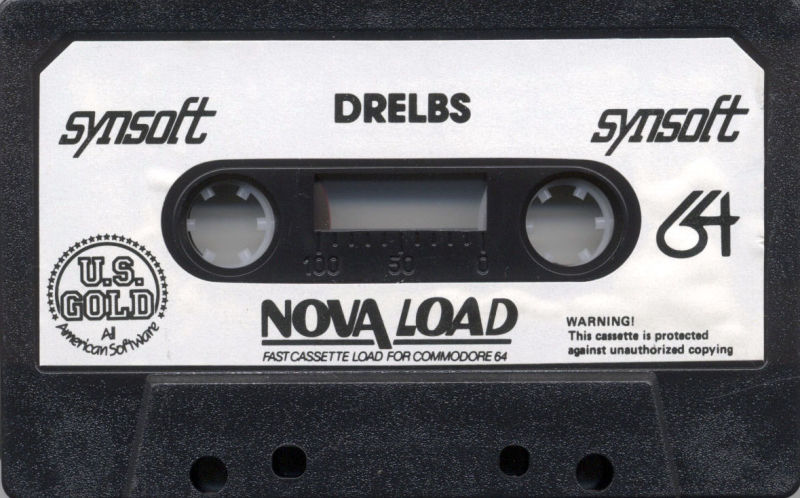 DRELBS
synsoft
synsoft
64
100 50 0
U.S.
GOLD
All
American Software
NOVA LOAD
FAST CASSETTE LOAD FOR COMMODORE 64
WARNING!
This cassette is protected
against unauthorized copying